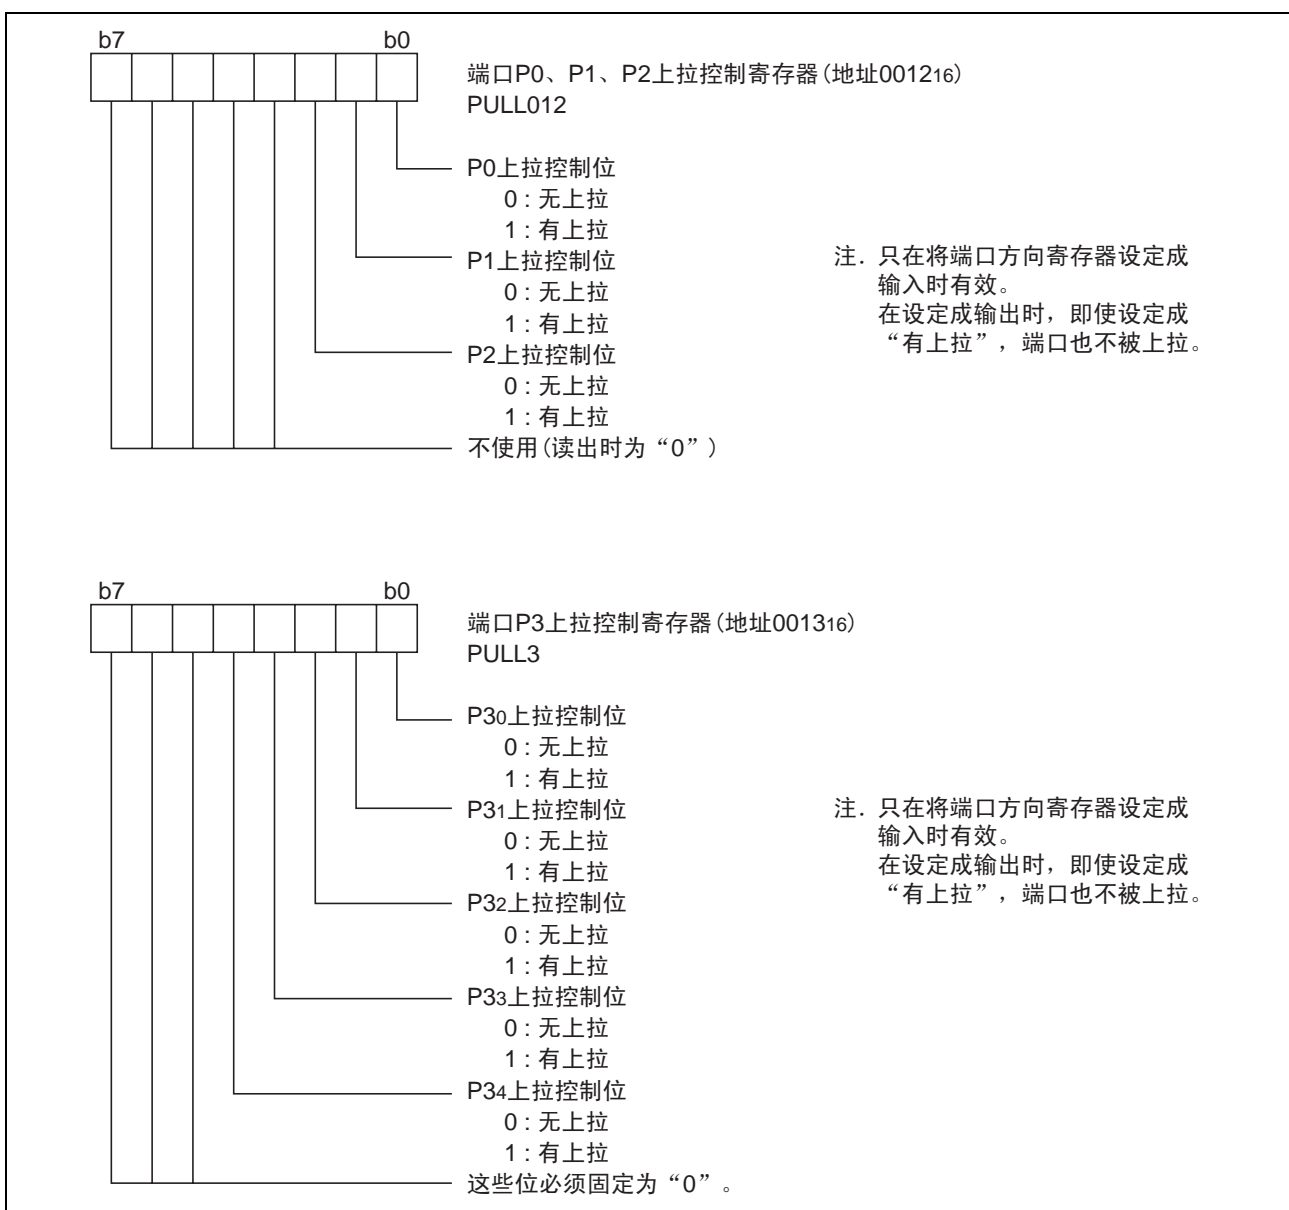 b7 b0
端口P0、P1、P2上拉控制寄存器(地址001216)
PULL012
P0上拉控制位
0 : 无上拉
1 : 有上拉
P1上拉控制位
0 : 无上拉
1 : 有上拉
P2上拉控制位
0 : 无上拉
1 : 有上拉
不使用(读出时为“0”)
注. 只在将端口方向寄存器设定成
输入时有效。
在设定成输出时，即使设定成
“有上拉”，端口也不被上拉。
b7 b0
端口P3上拉控制寄存器(地址001316)
PULL3
P30上拉控制位
0 : 无上拉
1 : 有上拉
P31上拉控制位
0 : 无上拉
1 : 有上拉
P32上拉控制位
0 : 无上拉
1 : 有上拉
P33上拉控制位
0 : 无上拉
1 : 有上拉
P34上拉控制位
0 : 无上拉
1 : 有上拉
这些位必须固定为“0”。
注. 只在将端口方向寄存器设定成
输入时有效。
在设定成输出时，即使设定成
“有上拉”，端口也不被上拉。